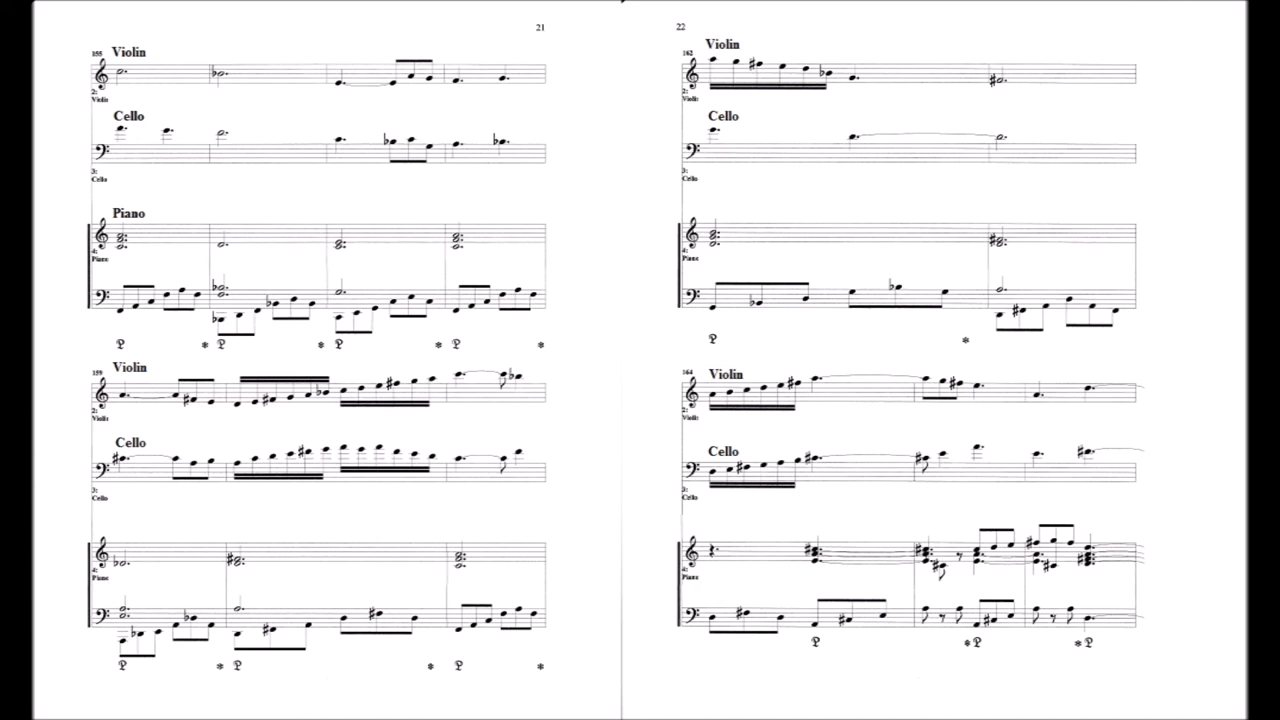 21
155
Violin
2:
Violin
Cello
3:
Cello
Piano
4:
Piano
159
Violin
2:
Violin
Cello
3:
Cello
4:
Piano
22
162
Violin
2:
Violin
Cello
3:
Cello
4:
Piano
164
Violin
2:
Violin
Cello
3:
Cello
4:
Piano